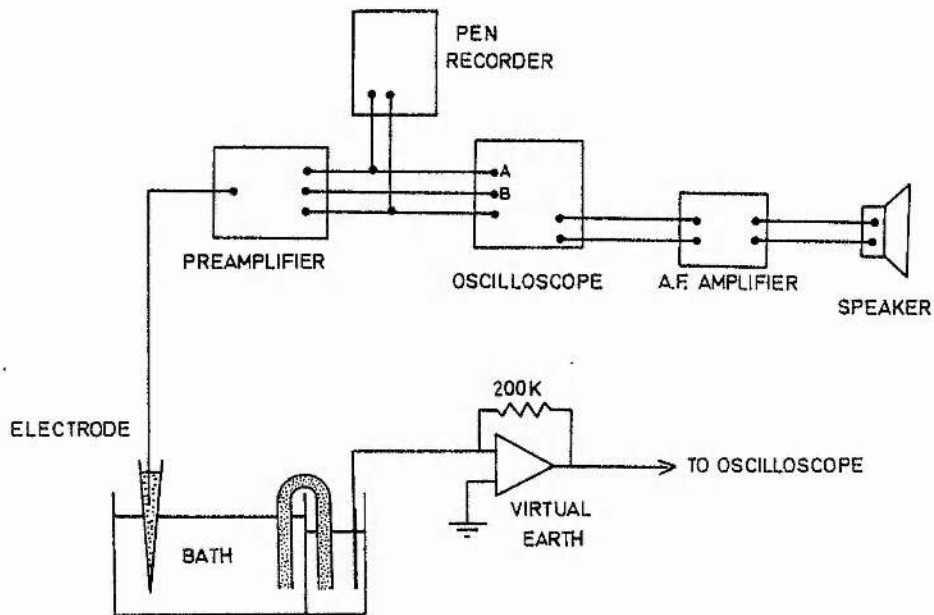 PEN
RECORDER
A
B
PREAMPLIFIER
OSCILLOSCOPE
A.F. AMPLIFIER
SPEAKER
200K
ELECTRODE
TO OSCILLOSCOPE
VIRTUAL
EARTH
BATH